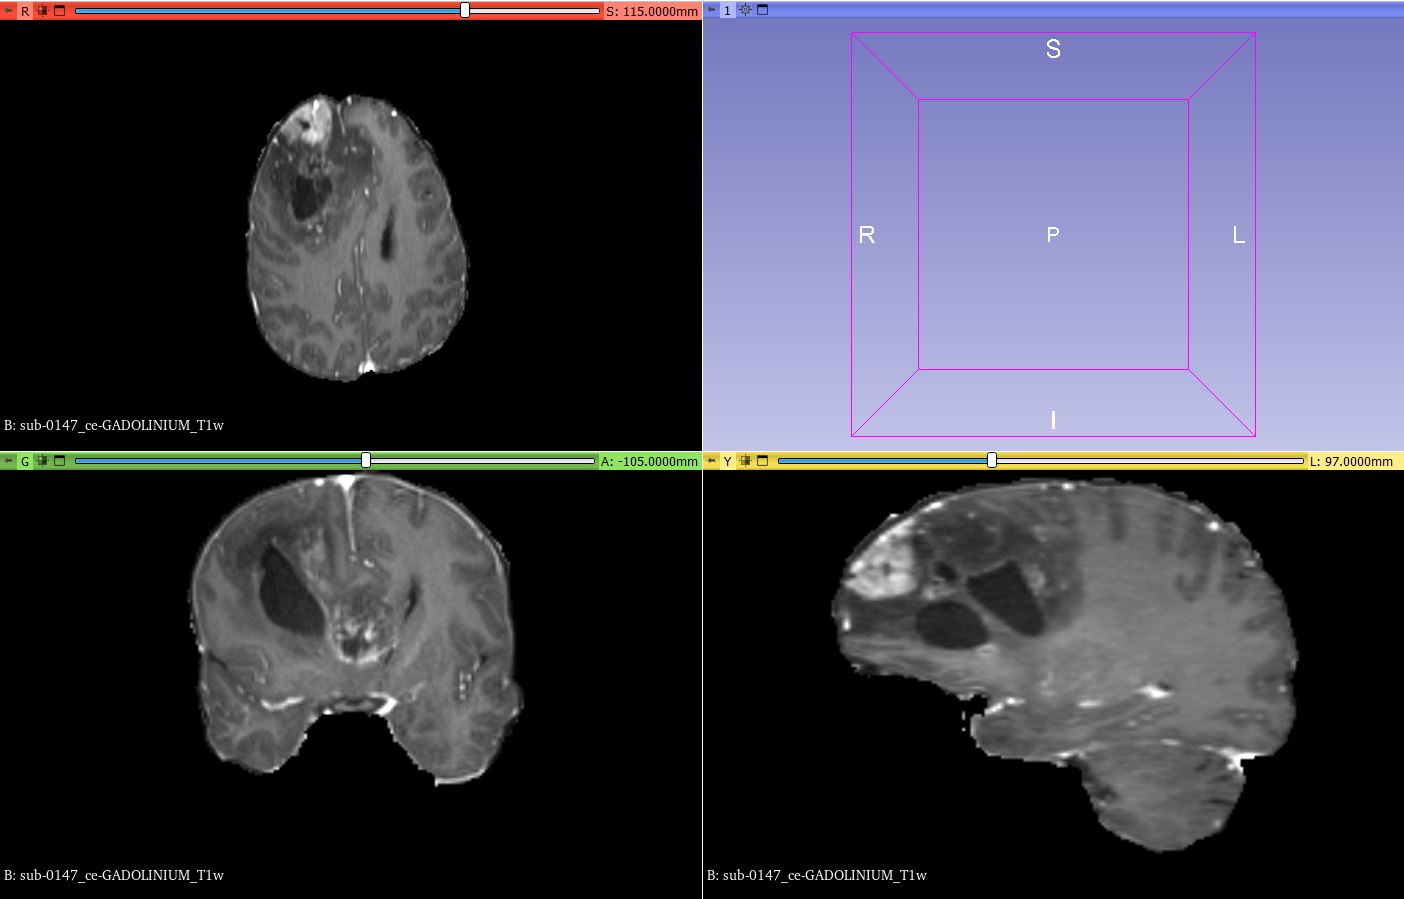 R
S: 115.0000mm
1
S
R
P
L
I
B: sub-0147_ce-GADOLINIUM_T1w
G
A: -105.0000mm
Y
L: 97.0000mm
B: sub-0147_ce-GADOLINIUM_T1w
B: sub-0147_ce-GADOLINIUM_T1w